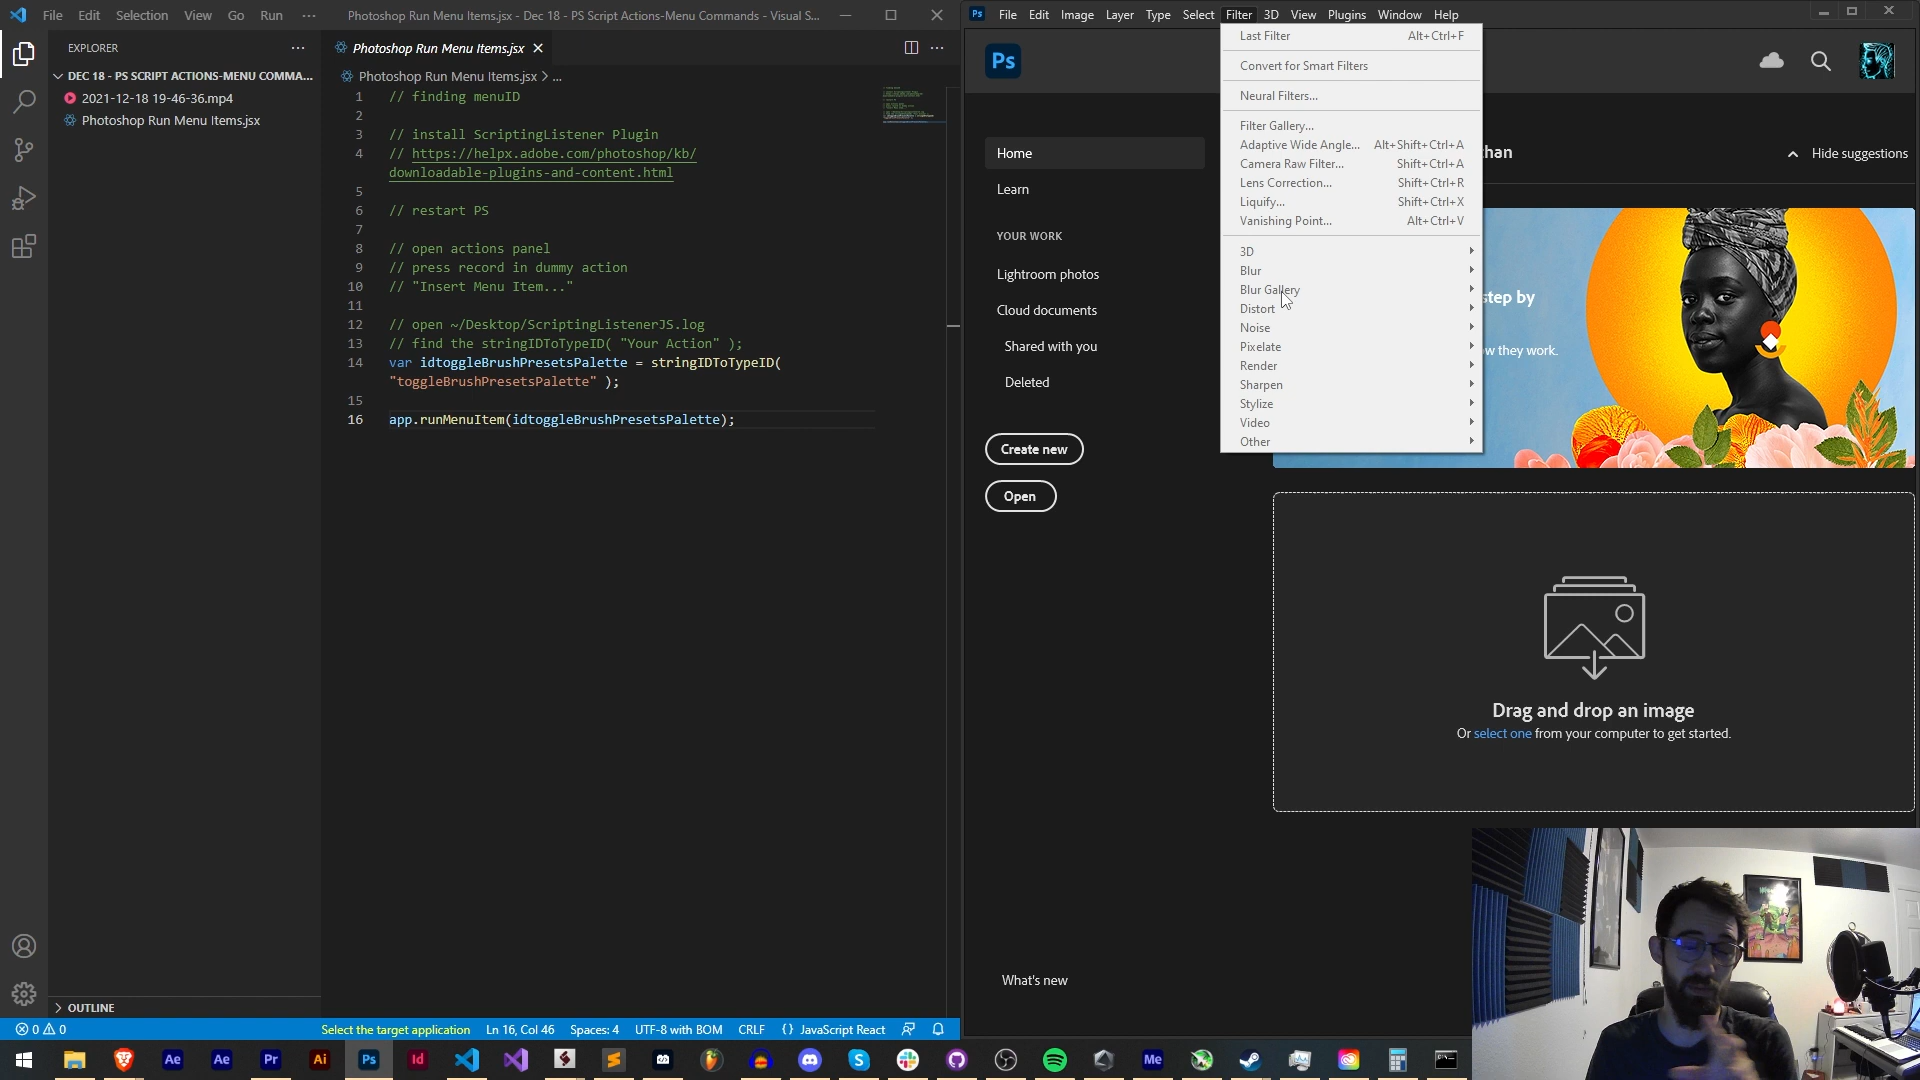 File Edit Selection View Go Run ···
Photoshop Run Menu Items.jsx - Dec 18 - PS Script Actions-Menu Commands - Visual S...
EXPLORER
DEC 18 - PS SCRIPT ACTIONS-MENU COMMA...
2021-12-18 19-46-36.mp4
Photoshop Run Menu Items.jsx
OUTLINE
Photoshop Run Menu Items.jsx
Photoshop Run Menu Items.jsx > ...
1 // finding menuID
2
3 // install ScriptingListener Plugin
4 // https://helpx.adobe.com/photoshop/kb/
downloadable-plugins-and-content.html
5
6 // restart PS
7
8 // open actions panel
9 // press record in dummy action
10 // "Insert Menu Item..."
11
12 // open ~/Desktop/ScriptingListenerJS.log
13 // find the stringIDToTypeID( "Your Action" );
14 var idtoggleBrushPresetsPalette = stringIDToTypeID(
"toggleBrushPresetsPalette" );
15
16 app.runMenuItem(idtoggleBrushPresetsPalette);
0 0
Select the target application
Ln 16, Col 46
Spaces: 4
UTF-8 with BOM
CRLF
{} JavaScript React
Ps File Edit Image Layer Type Select Filter 3D View Plugins Window Help
Ps
Home
Learn
YOUR WORK
Lightroom photos
Cloud documents
Shared with you
Deleted
Create new
Open
What's new
Last Filter Alt+Ctrl+F
Convert for Smart Filters
Neural Filters...
Filter Gallery...
Adaptive Wide Angle... Alt+Shift+Ctrl+A
Camera Raw Filter... Shift+Ctrl+A
Lens Correction... Shift+Ctrl+R
Liquify... Shift+Ctrl+X
Vanishing Point... Alt+Ctrl+V
3D
Blur
Blur Gallery
Distort
Noise
Pixelate
Render
Sharpen
Stylize
Video
Other
than
Hide suggestions
step by
w they work.
Drag and drop an image
Or select one from your computer to get started.
Ae Ae Pr Ai Ps Id Me